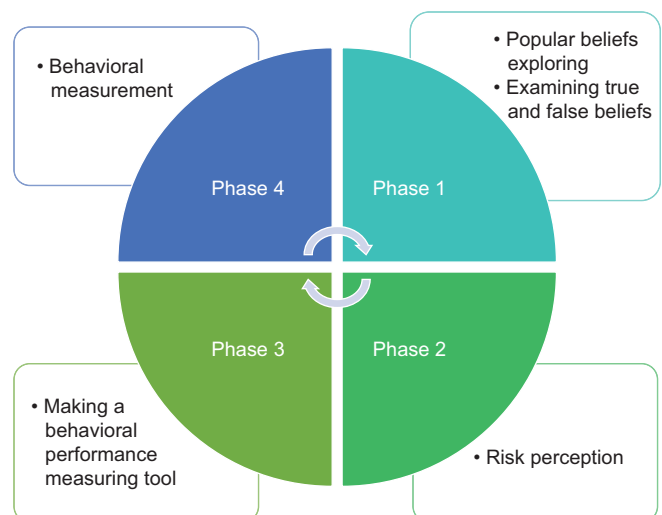 • Behavioral
measurement
• Popular beliefs
exploring
• Examining true
and false beliefs
Phase 4
Phase 1
Phase 3
Phase 2
• Making a
behavioral
performance
measuring tool
• Risk perception